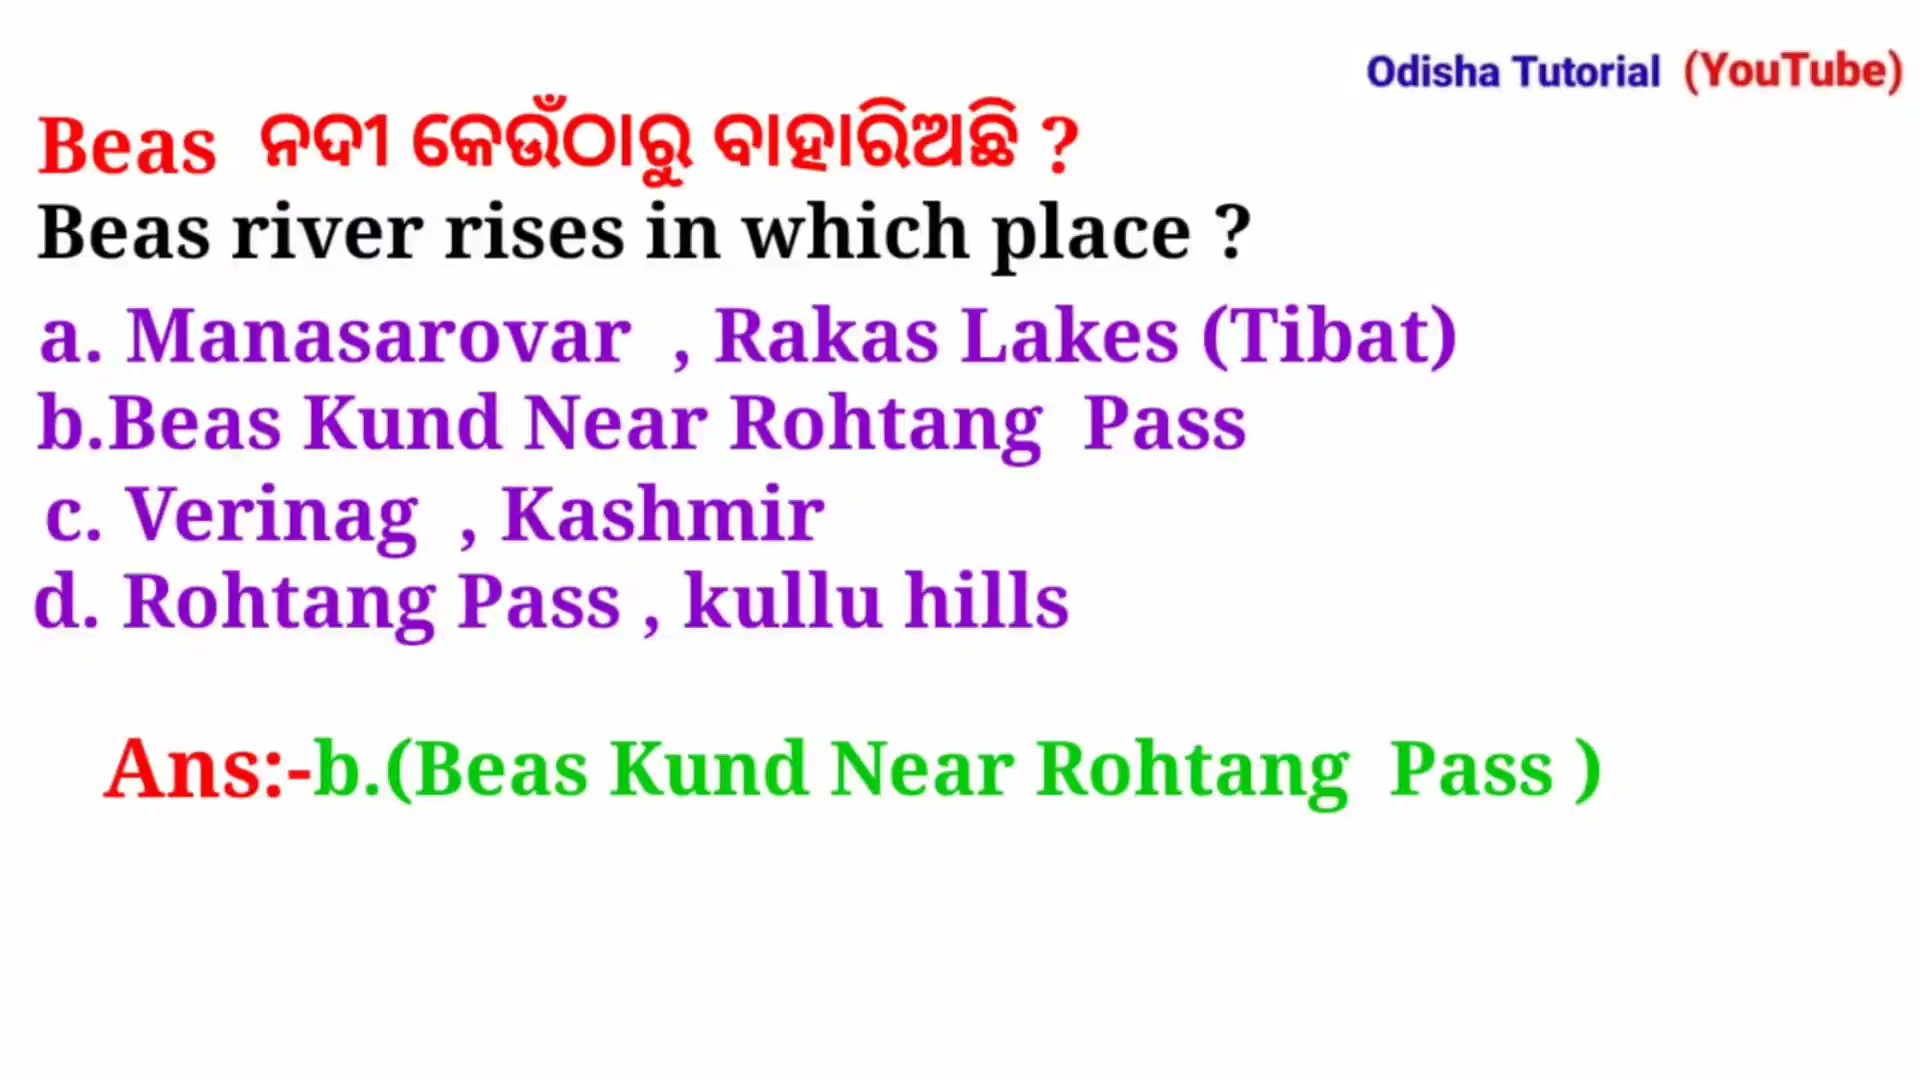 Odisha Tutorial (YouTube)
Beas ନଦୀ କେଉଁଠାରୁ ବାହାରିଅଛି ?
Beas river rises in which place ?
a. Manasarovar , Rakas Lakes (Tibat)
b.Beas Kund Near Rohtang Pass
c. Verinag , Kashmir
d. Rohtang Pass , kullu hills
Ans:-b.(Beas Kund Near Rohtang Pass )